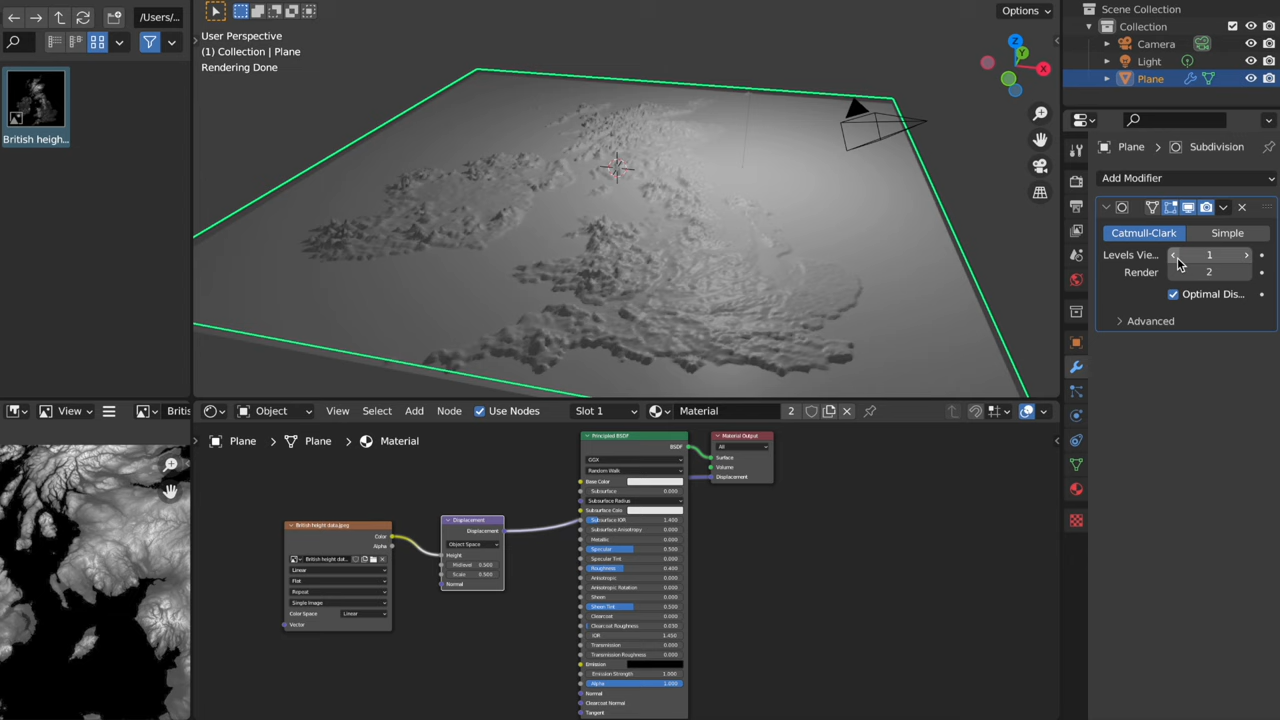 /Users/...
British heigh...
View
Britis
Options
User Perspective
(1) Collection | Plane
Rendering Done
Z
Y
X
Object
View
Select
Add
Node
Use Nodes
Slot 1
Material
2
Plane
Plane
Material
British height data.jpeg
Color
Alpha
British height dat...
Linear
Flat
Repeat
Single Image
Color Space
Linear
Vector
Displacement
Displacement
Object Space
Height
Midlevel 0.500
Scale 0.500
Normal
Principled BSDF
BSDF
GGX
Random Walk
Base Color
Subsurface 0.000
Subsurface Radius
Subsurface Color
Subsurface IOR 1.400
Subsurface Anisotropy 0.000
Metallic 0.000
Specular 0.500
Specular Tint 0.000
Roughness 0.400
Anisotropic 0.000
Anisotropic Rotation 0.000
Sheen 0.000
Sheen Tint 0.500
Clearcoat 0.000
Clearcoat Roughness 0.030
IOR 1.450
Transmission 0.000
Transmission Roughness 0.000
Emission
Emission Strength 1.000
Alpha 1.000
Normal
Clearcoat Normal
Tangent
Material Output
All
Surface
Volume
Displacement
Scene Collection
Collection
Camera
Light
Plane
Plane
Subdivision
Add Modifier
Catmull-Clark
Simple
Levels Vie... 1
Render 2
Optimal Dis...
Advanced